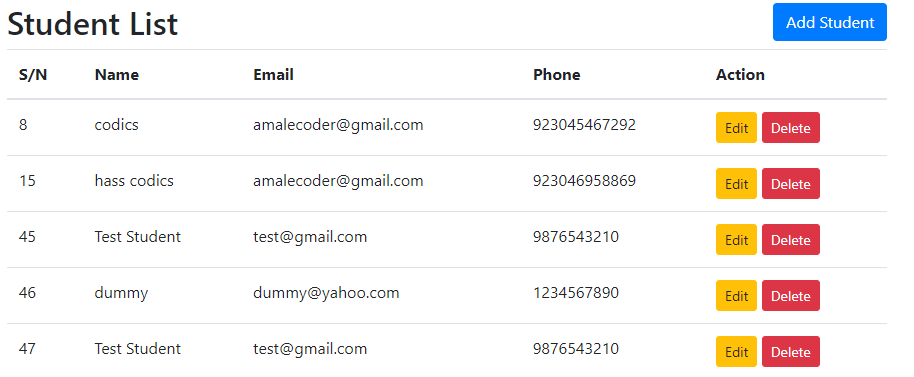 Student List Add Student
S/N Name Email Phone Action
8 codics amalecoder@gmail.com 923045467292 Edit Delete
15 hass codics amalecoder@gmail.com 923046958869 Edit Delete
45 Test Student test@gmail.com 9876543210 Edit Delete
46 dummy dummy@yahoo.com 1234567890 Edit Delete
47 Test Student test@gmail.com 9876543210 Edit Delete